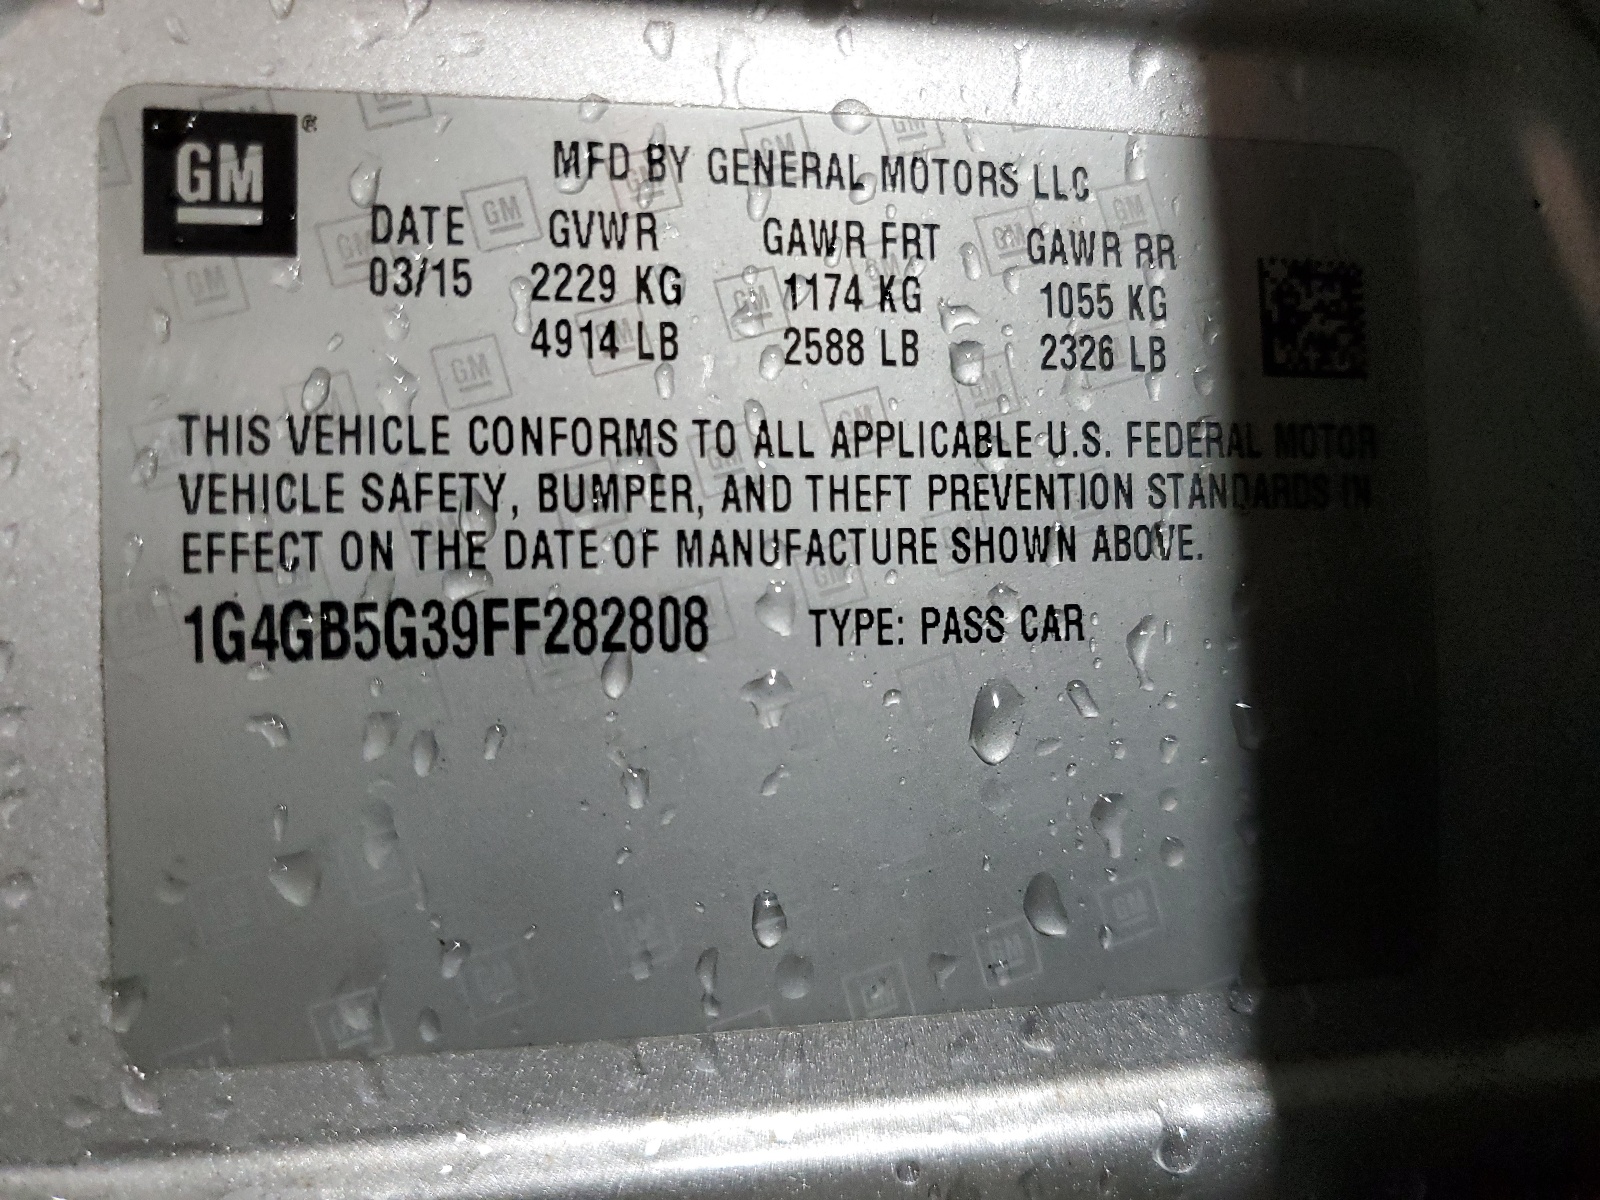 GM ®
MFD BY GENERAL MOTORS LLC
DATE GVWR GAWR FRT GAWR RR
03/15 2229 KG 1174 KG 1055 KG
4914 LB 2588 LB 2326 LB
THIS VEHICLE CONFORMS TO ALL APPLICABLE U.S. FEDERAL MOTOR
VEHICLE SAFETY, BUMPER, AND THEFT PREVENTION STANDARDS IN
EFFECT ON THE DATE OF MANUFACTURE SHOWN ABOVE.
1G4GB5G39FF282808 TYPE: PASS CAR